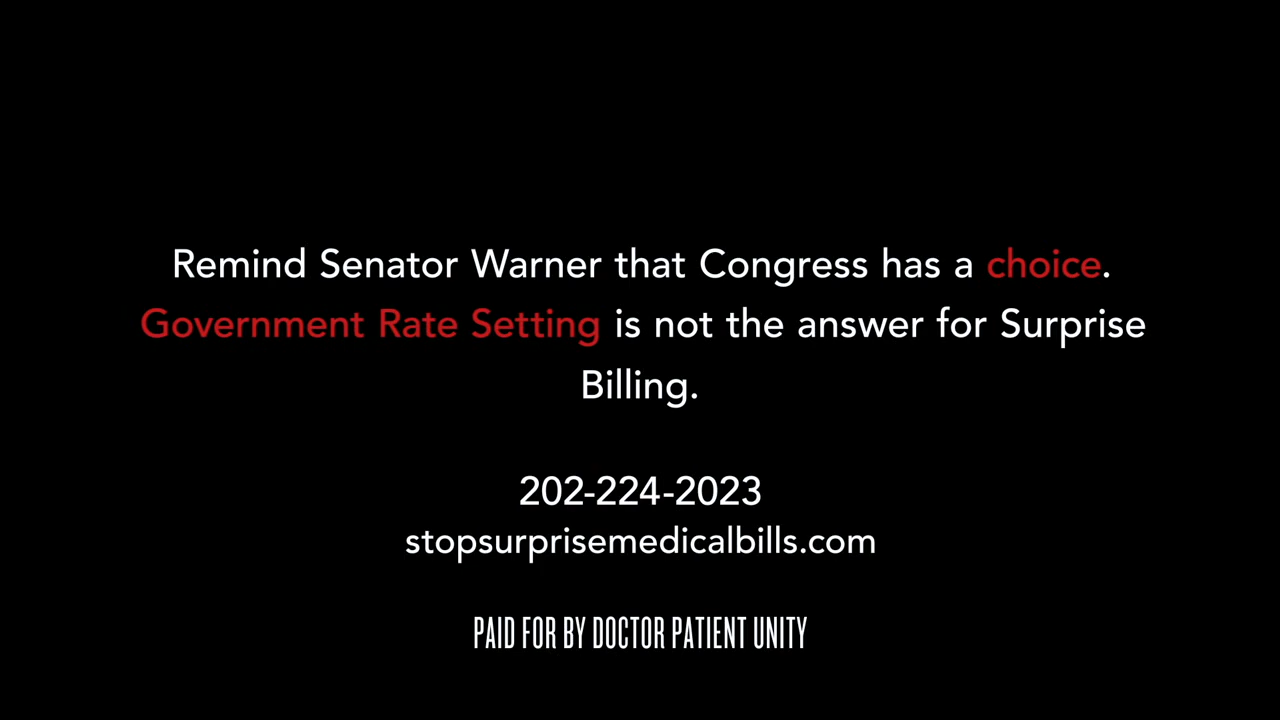 Remind Senator Warner that Congress has a choice.
Government Rate Setting is not the answer for Surprise
Billing.
202-224-2023
stopsurprisemedicalbills.com
PAID FOR BY DOCTOR PATIENT UNITY